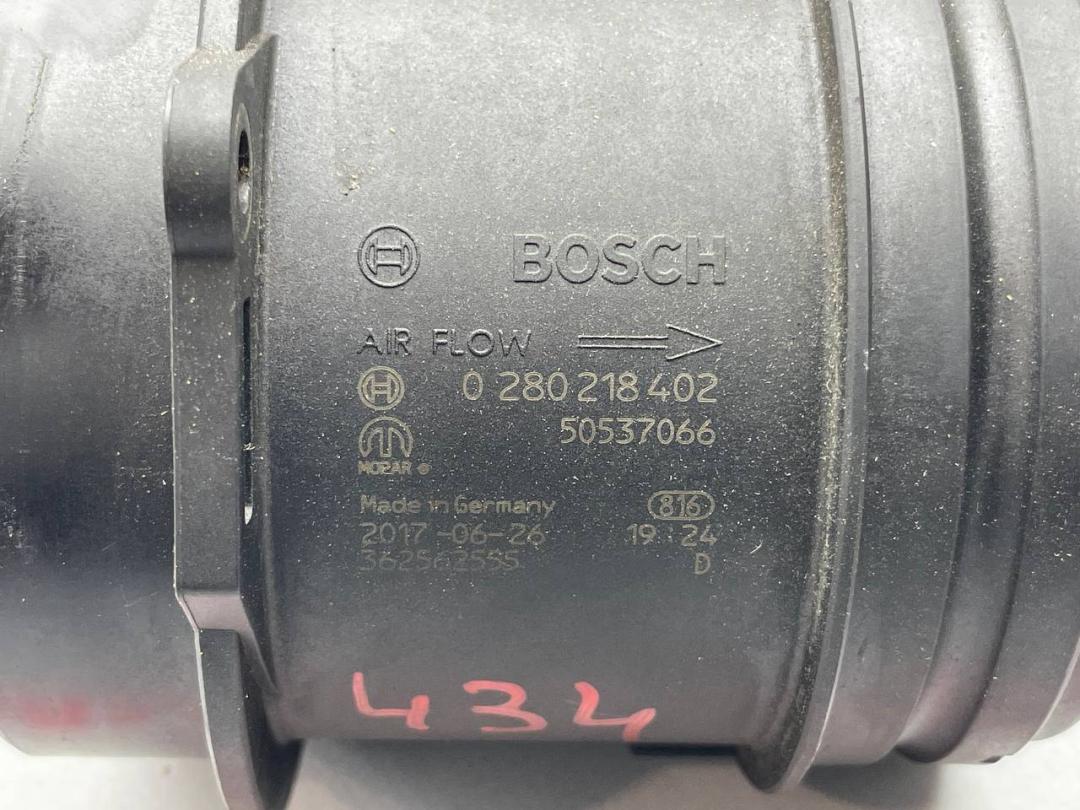 BOSCH
AIR FLOW
0 280 218 402
50537066
MOPAR ®
Made in Germany 816
2017-06-26 19:24
362562555 D
434